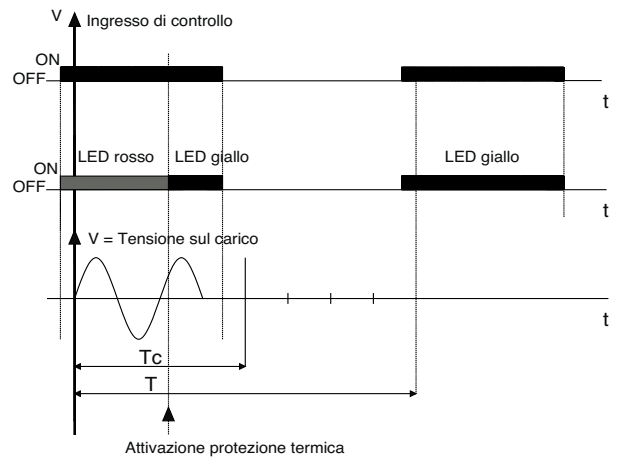 V Ingresso di controllo
ON
OFF
t
LED rosso LED giallo LED giallo
ON
OFF
t
V = Tensione sul carico
t
Tc
T
Attivazione protezione termica